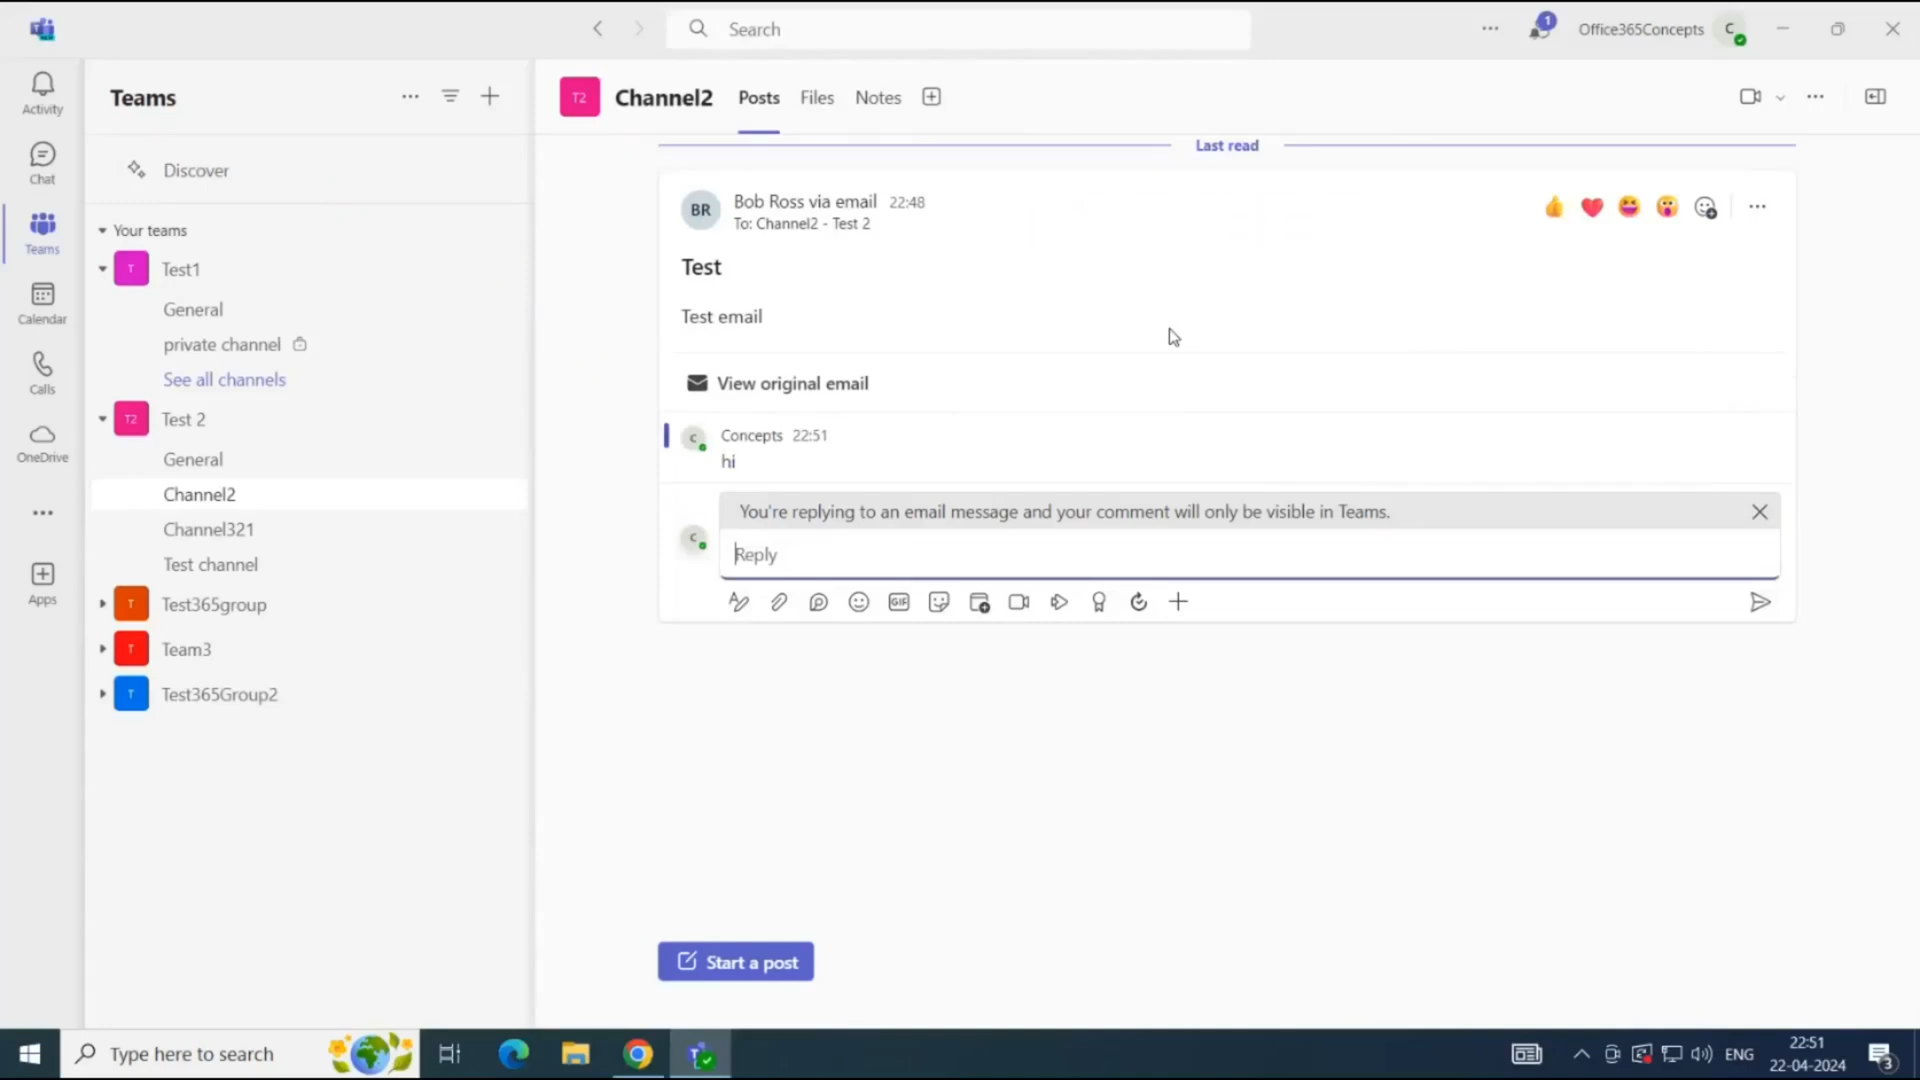 Search
1
Office365Concepts
C
Activity
Chat
Teams
Calendar
Calls
OneDrive
Apps
Teams
Discover
Your teams
T
Test1
General
private channel
See all channels
T2
Test 2
General
Channel2
Channel321
Test channel
T
Test365group
T
Team3
T
Test365Group2
T2
Channel2
Posts
Files
Notes
Last read
BR
Bob Ross via email 22:48
To: Channel2 - Test 2
Test
Test email
View original email
C
Concepts 22:51
hi
You're replying to an email message and your comment will only be visible in Teams.
C
Reply
GIF
Start a post
Type here to search
ENG
22:51
22-04-2024
3